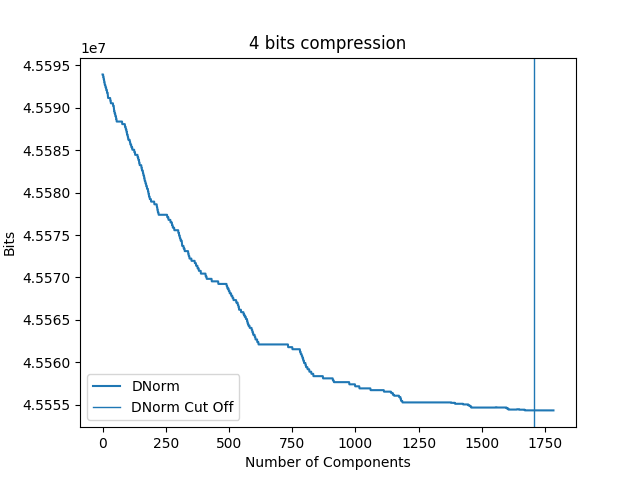 4 bits compression
1e7
4.5595
4.5590
4.5585
4.5580
4.5575
4.5570
4.5565
4.5560
4.5555
Bits
DNorm
DNorm Cut Off
0 250 500 750 1000 1250 1500 1750
Number of Components